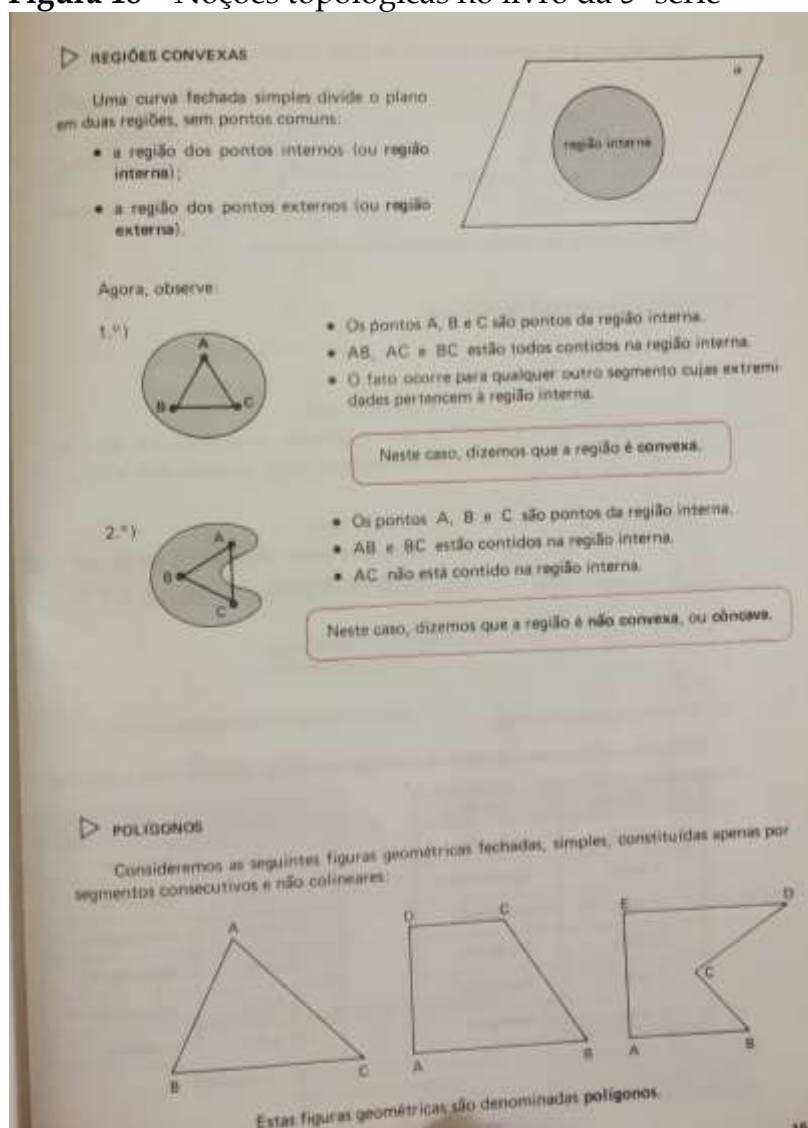 Figura 18 – Noções topológicas no livro da 5ª série
REGIÕES CONVEXAS
Uma curva fechada simples divide o plano
em duas regiões, sem pontos comuns:
• a região dos pontos internos (ou região
interna);
• a região dos pontos externos (ou região
externa).
α
região interna
Agora, observe:
1.º)
A
B
C
• Os pontos A, B e C são pontos da região interna.
• AB, AC e BC estão todos contidos na região interna.
• O fato ocorre para qualquer outro segmento cujas extremi-
dades pertencem à região interna.
Neste caso, dizemos que a região é convexa.
2.º)
A
B
C
• Os pontos A, B e C são pontos da região interna.
• AB e BC estão contidos na região interna.
• AC não está contido na região interna.
Neste caso, dizemos que a região é não convexa, ou côncava.
POLÍGONOS
Consideremos as seguintes figuras geométricas fechadas, simples, constituídas apenas por
segmentos consecutivos e não colineares:
A
B
C
D
C
A
B
E
D
C
A
B
Estas figuras geométricas são denominadas polígonos.